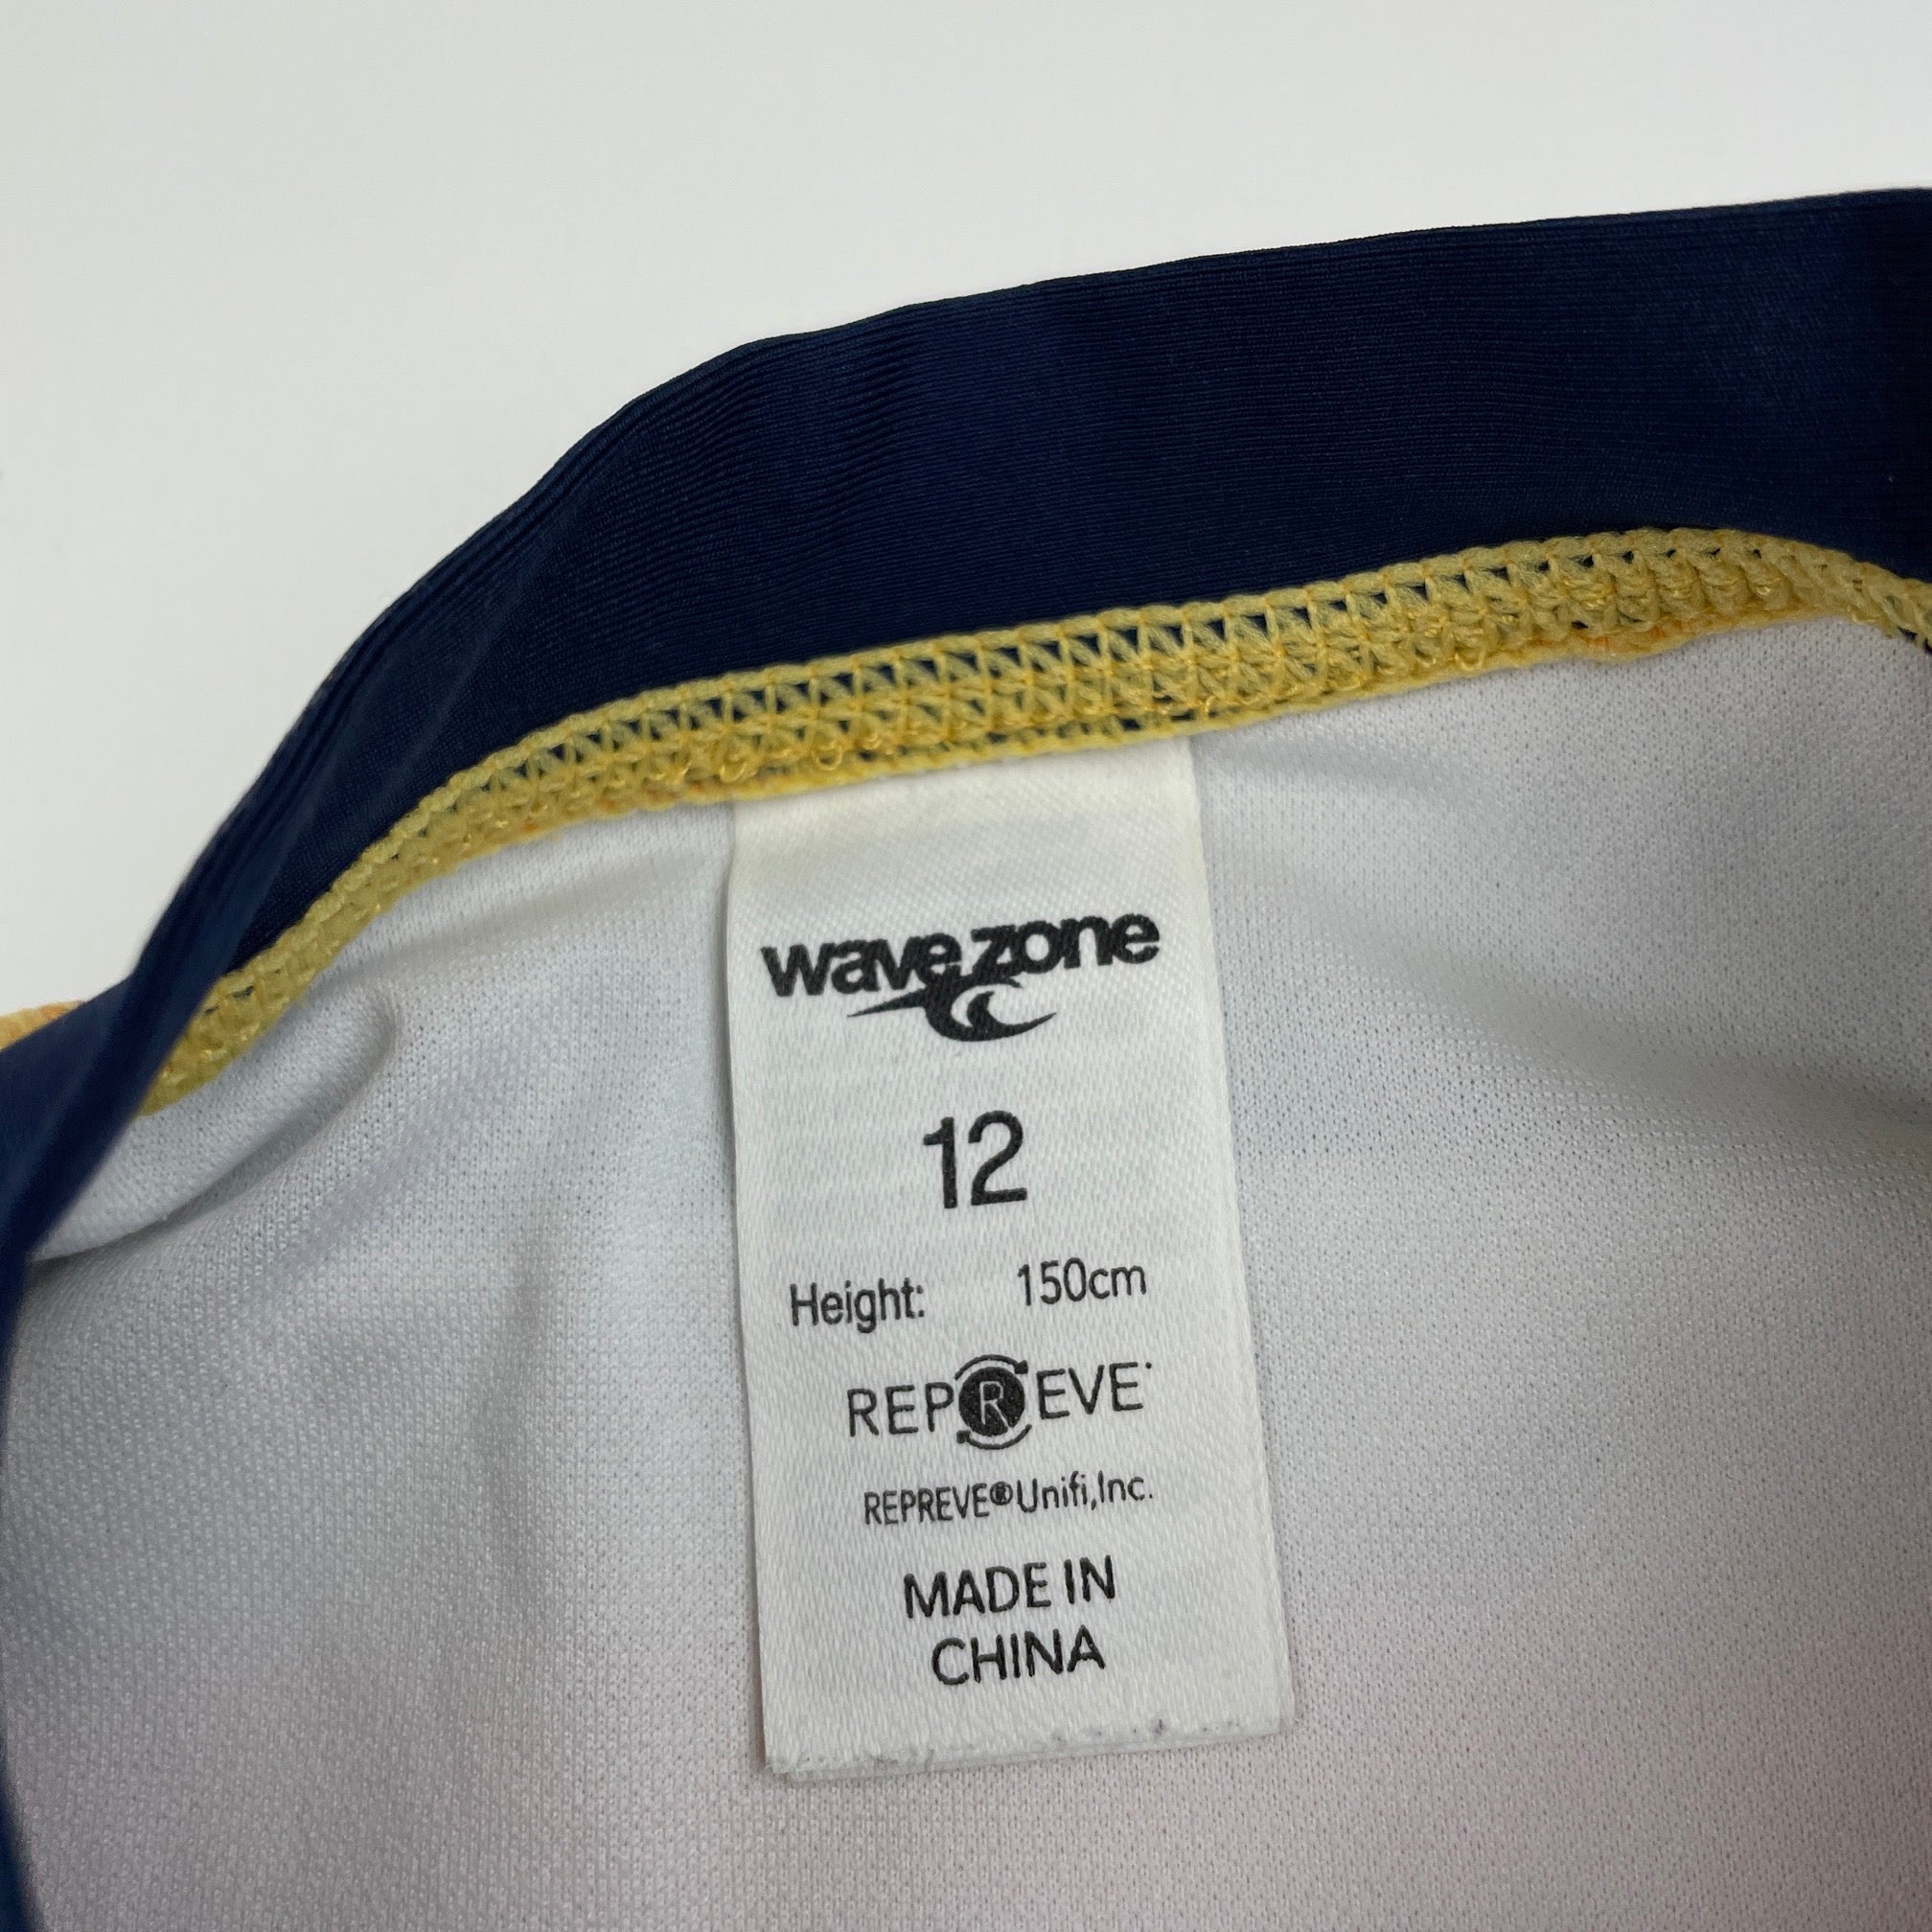 wave zone
12
Height: 150cm
REPREVE
REPREVE® Unifi, Inc.
MADE IN
CHINA